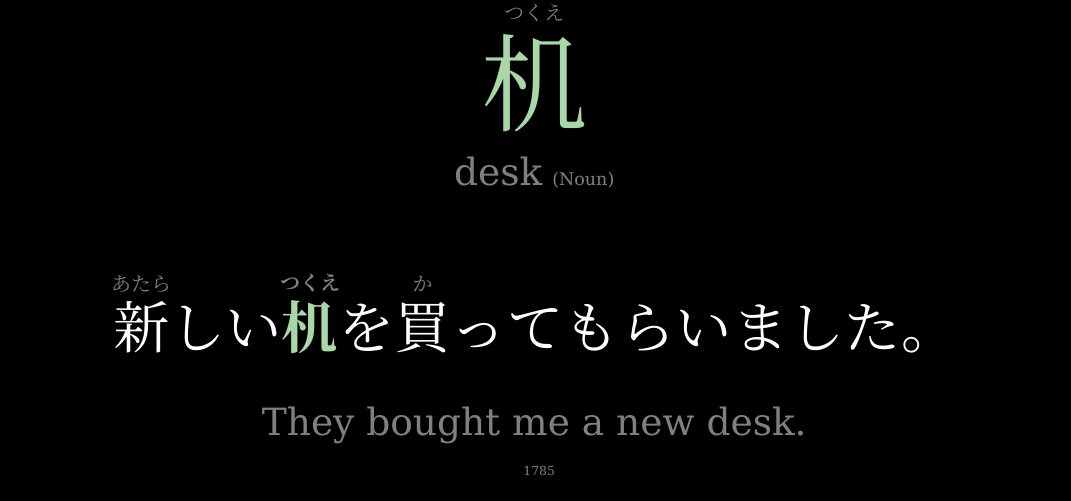 つくえ
机
desk (Noun)
あたら つくえ か
新しい机を買ってもらいました。
They bought me a new desk.
1785